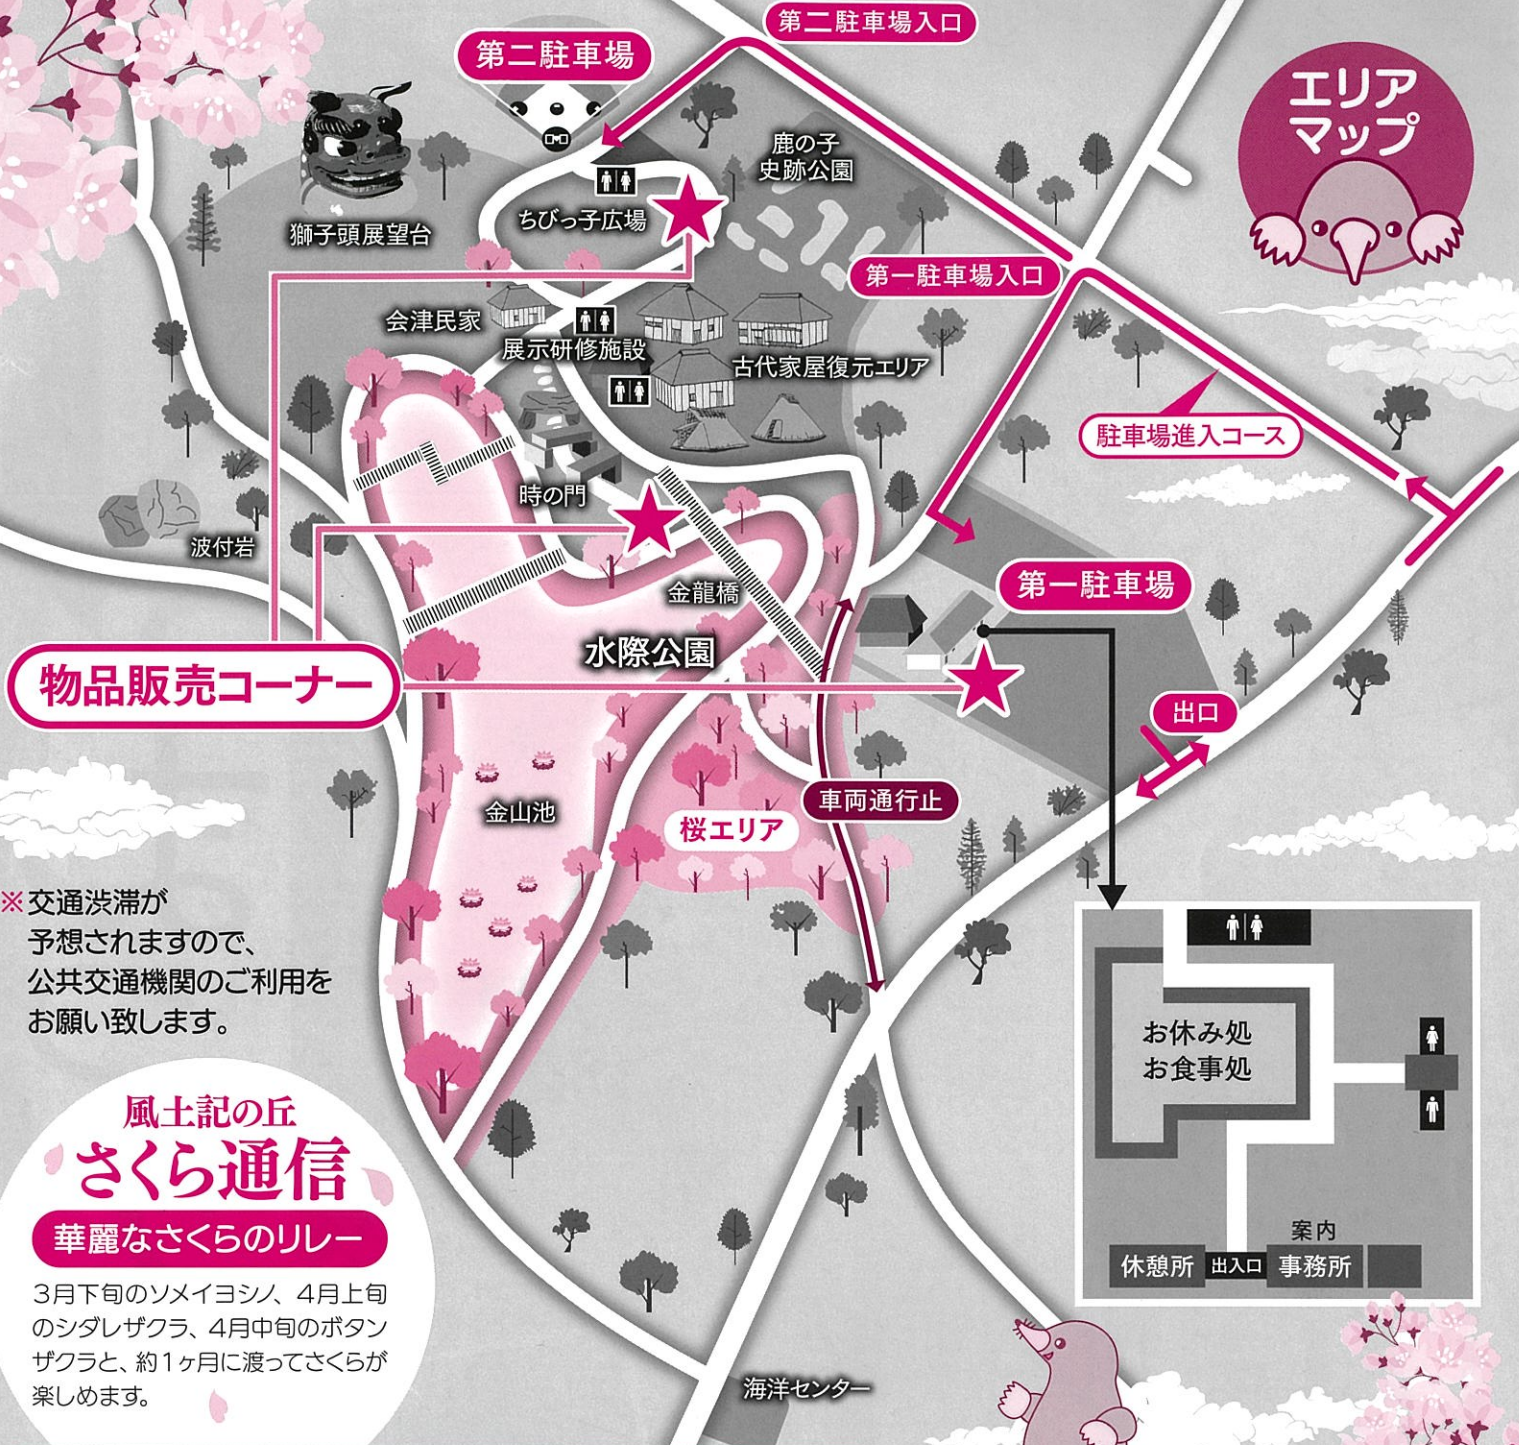 第二駐車場入口
第二駐車場
エリア
マップ
鹿の子
史跡公園
ちびっ子広場
獅子頭展望台
第一駐車場入口
会津民家
展示研修施設
古代家屋復元エリア
駐車場進入コース
時の門
波付岩
金龍橋
第一駐車場
水際公園
物品販売コーナー
出口
車両通行止
金山池
桜エリア
※交通渋滞が
予想されますので、
公共交通機関のご利用を
お願い致します。
お休み処
お食事処
案内
休憩所
出入口
事務所
風土記の丘
さくら通信
華麗なさくらのリレー
3月下旬のソメイヨシノ、4月上旬
のシダレザクラ、4月中旬のボタン
ザクラと、約1ヶ月に渡ってさくらが
楽しめます。
海洋センター